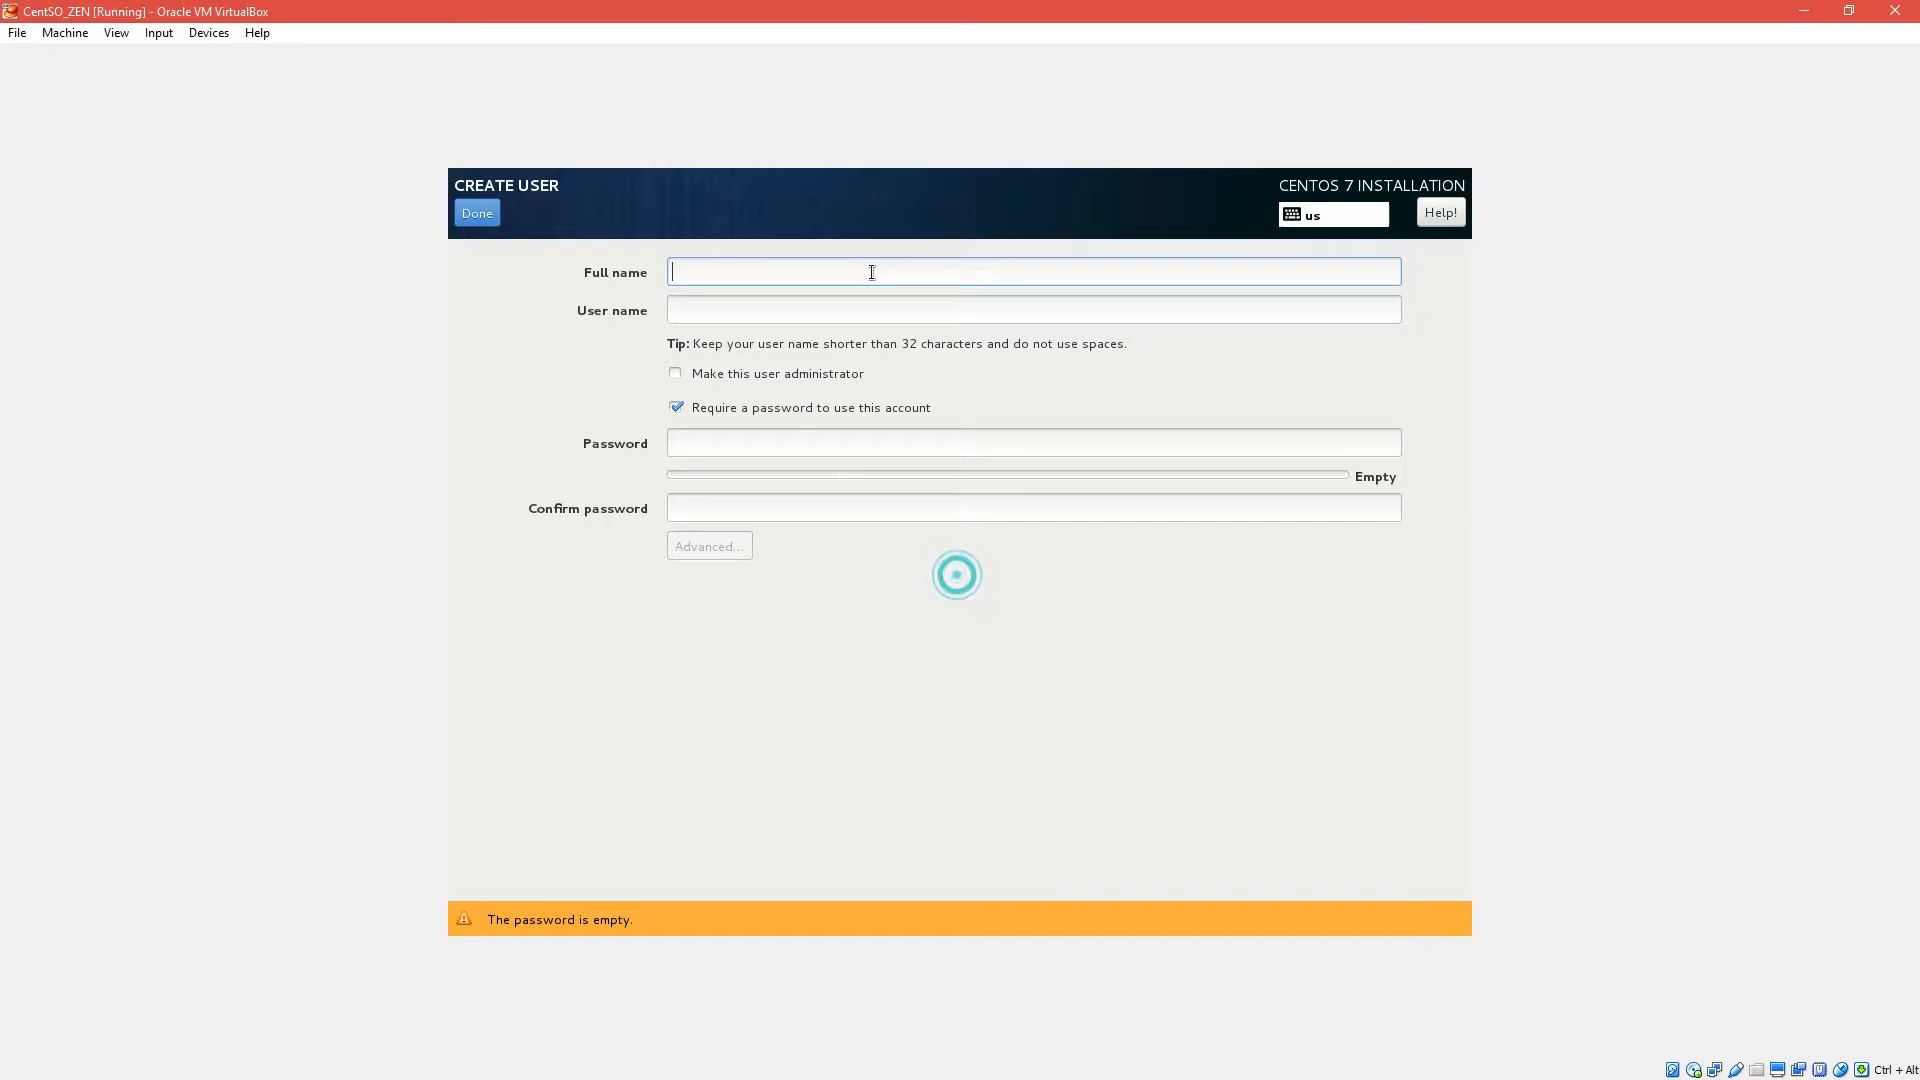 CentSO_ZEN [Running] - Oracle VM VirtualBox
File Machine View Input Devices Help
CREATE USER
CENTOS 7 INSTALLATION
Done
us
Help!
Full name
User name
Tip: Keep your user name shorter than 32 characters and do not use spaces.
Make this user administrator
Require a password to use this account
Password
Empty
Confirm password
Advanced...
The password is empty.
Ctrl + Alt